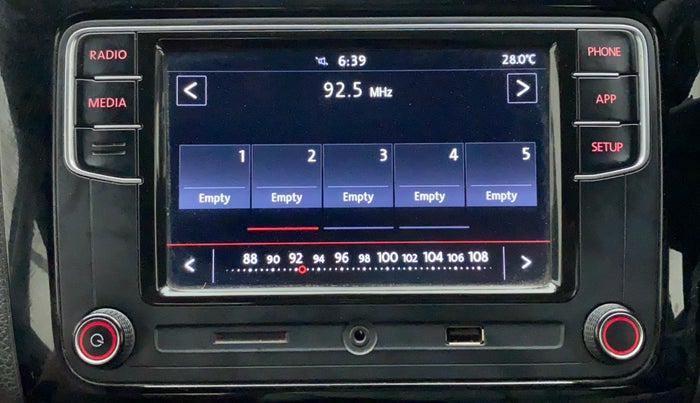 RADIO
MEDIA
PHONE
APP
SETUP
6:39 28.0°C
< 92.5 MHz >
1 2 3 4 5
Empty Empty Empty Empty Empty
< 88 90 92 94 96 98 100 102 104 106 108 >